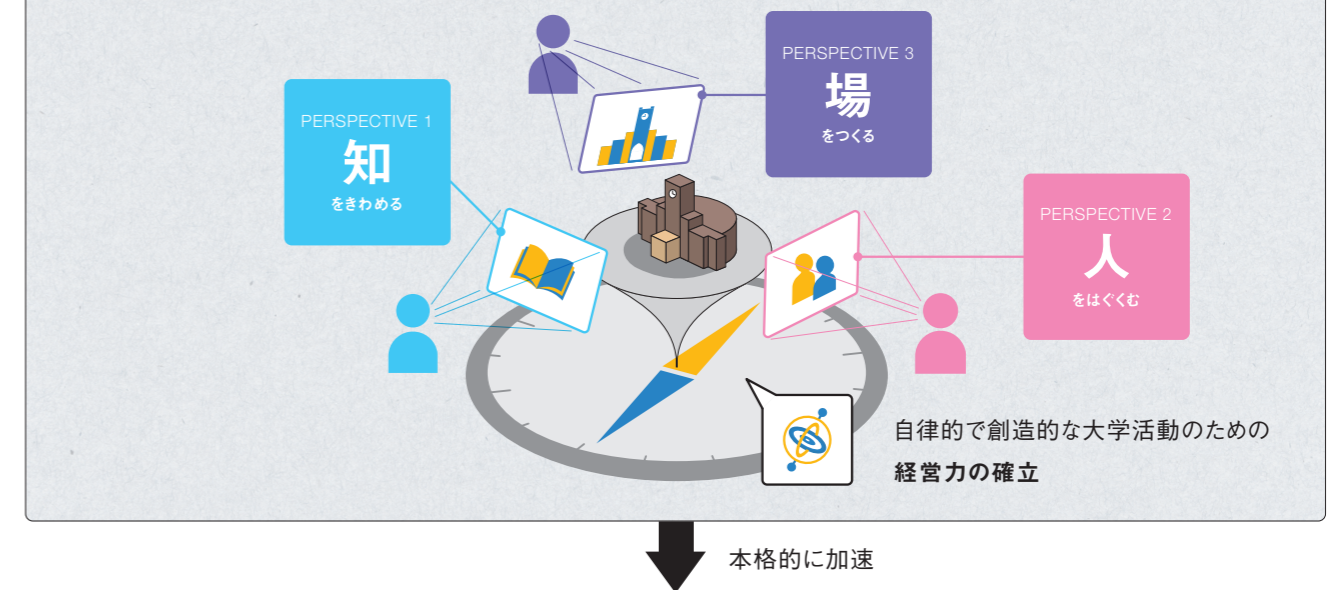 PERSPECTIVE 1
知
をきわめる
PERSPECTIVE 3
場
をつくる
PERSPECTIVE 2
人
をはぐくむ
自律的で創造的な大学活動のための
経営力の確立
本格的に加速